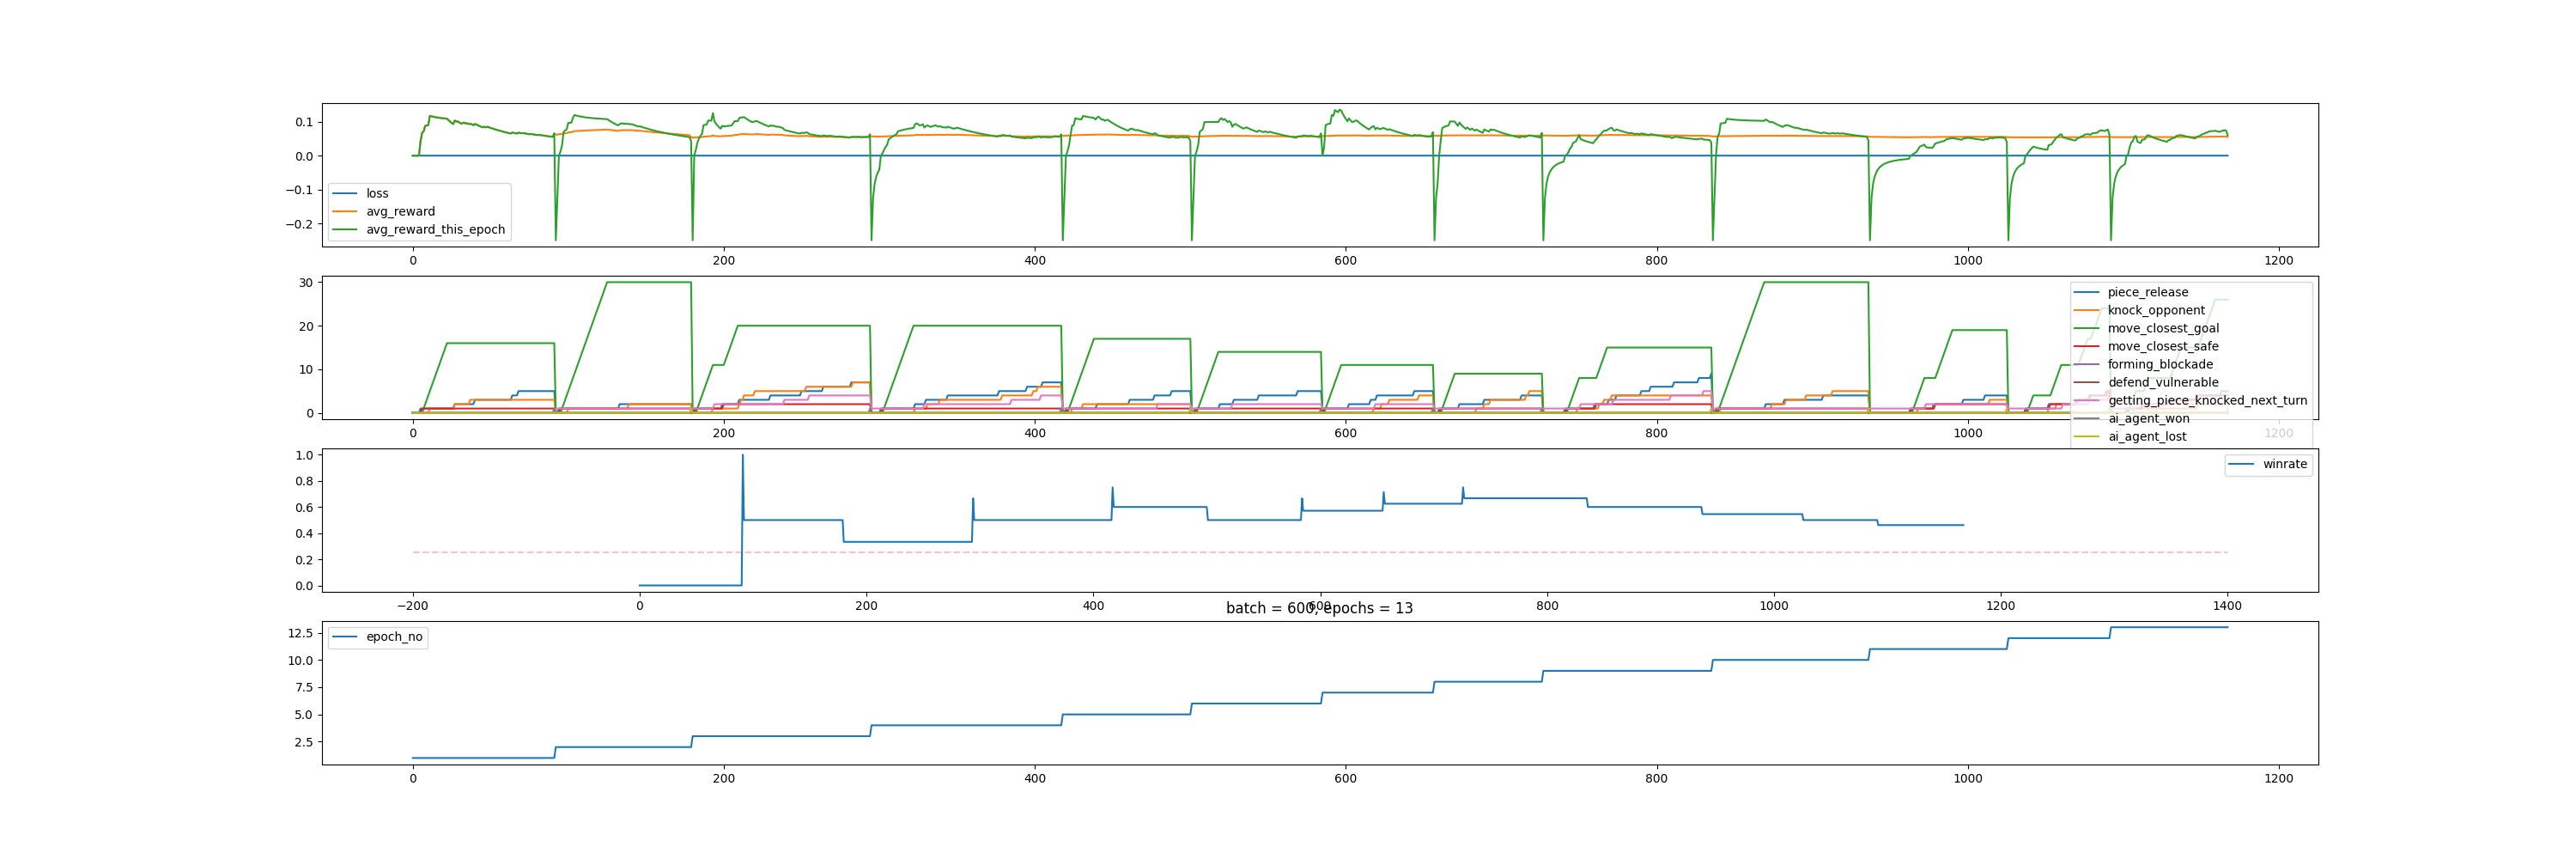 0.1
0.0
−0.1
−0.2
loss
avg_reward
avg_reward_this_epoch
0 200 400 600 800 1000 1200
30
20
10
0
piece_release
knock_opponent
move_closest_goal
move_closest_safe
forming_blockade
defend_vulnerable
getting_piece_knocked_next_turn
ai_agent_won
ai_agent_lost
0 200 400 600 800 1000 1200
1.0
0.8
0.6
0.4
0.2
0.0
winrate
−200 0 200 400 600 800 1000 1200 1400
batch = 600, epochs = 13
12.5
10.0
7.5
5.0
2.5
epoch_no
0 200 400 600 800 1000 1200